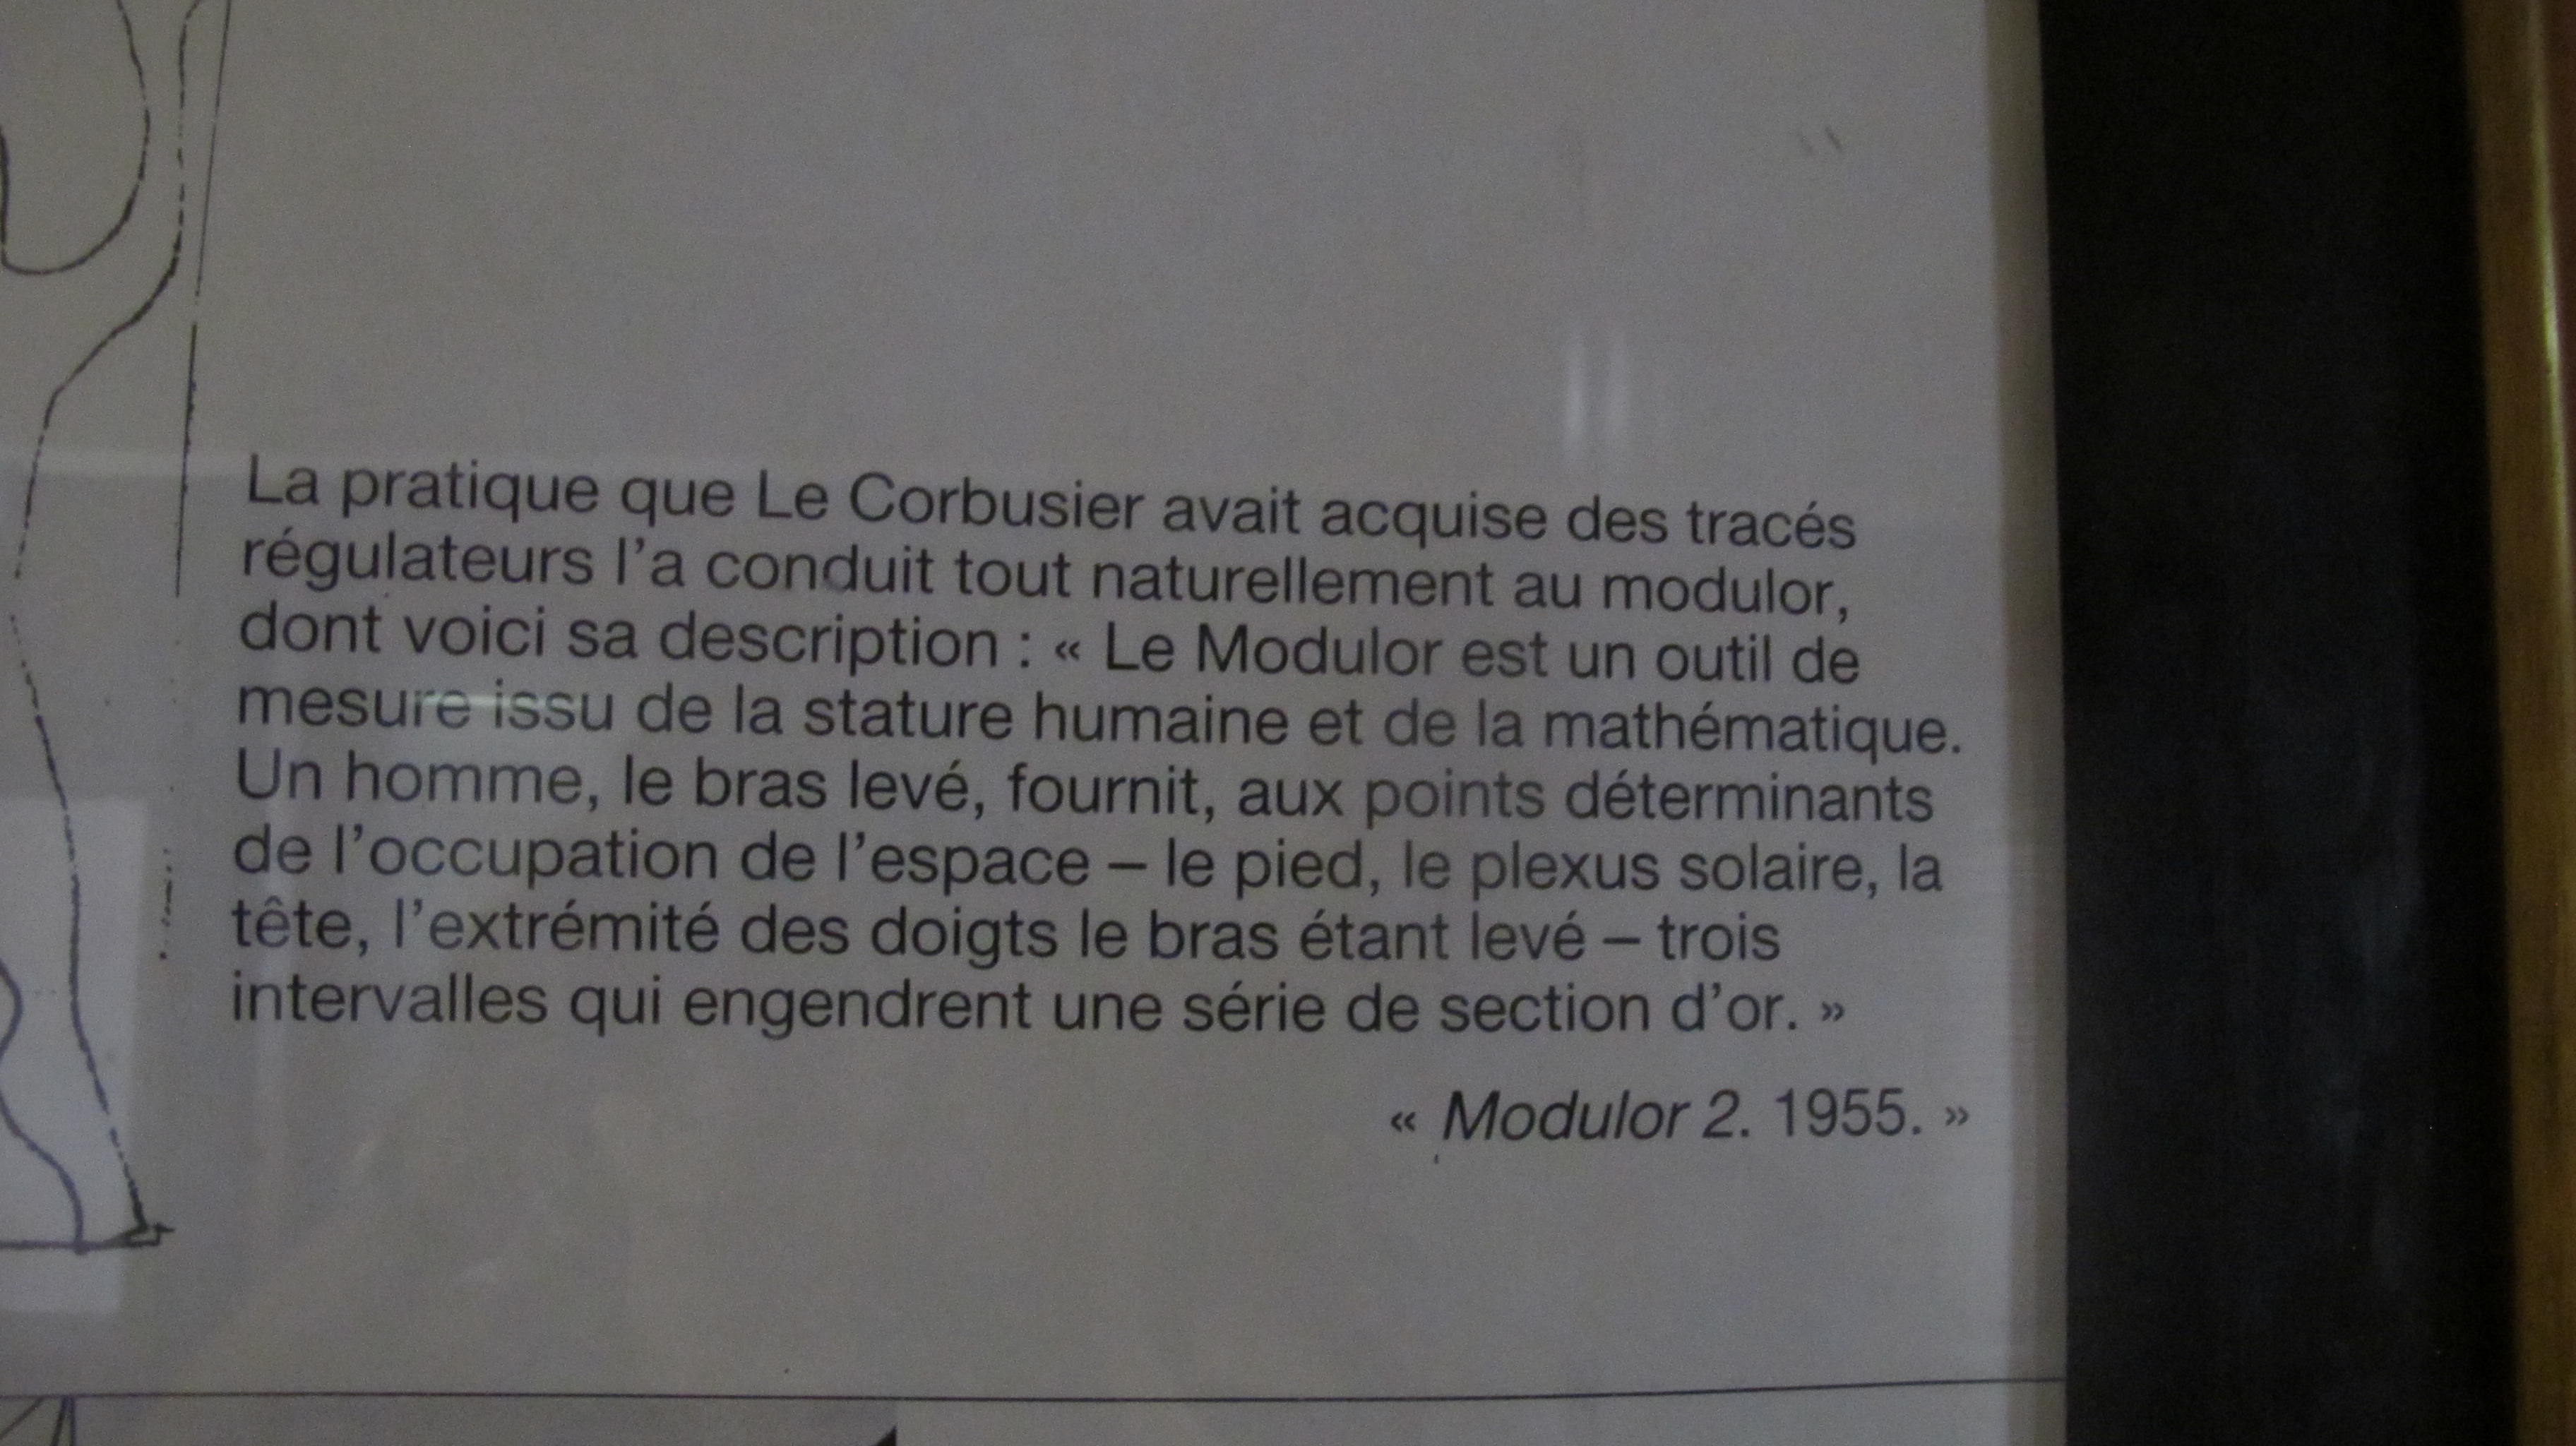 La pratique que Le Corbusier avait acquise des tracés
régulateurs l’a conduit tout naturellement au modulor,
dont voici sa description : « Le Modulor est un outil de
mesure issu de la stature humaine et de la mathématique.
Un homme, le bras levé, fournit, aux points déterminants
de l’occupation de l’espace – le pied, le plexus solaire, la
tête, l’extrémité des doigts le bras étant levé – trois
intervalles qui engendrent une série de section d’or. »
« Modulor 2. 1955. »